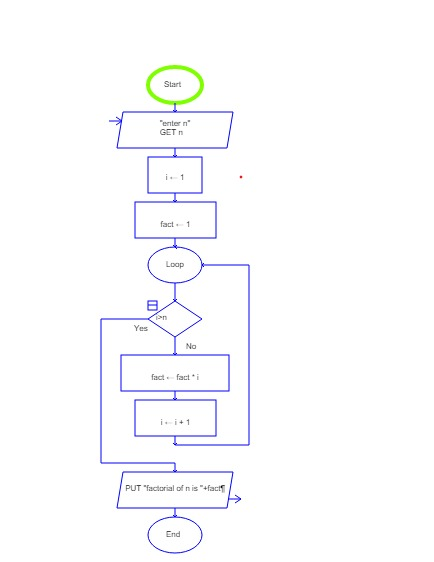 Start
"enter n"
GET n
i ← 1
fact ← 1
Loop
i>n
Yes
No
fact ← fact * i
i ← i + 1
PUT "factorial of n is "+fact¶
End